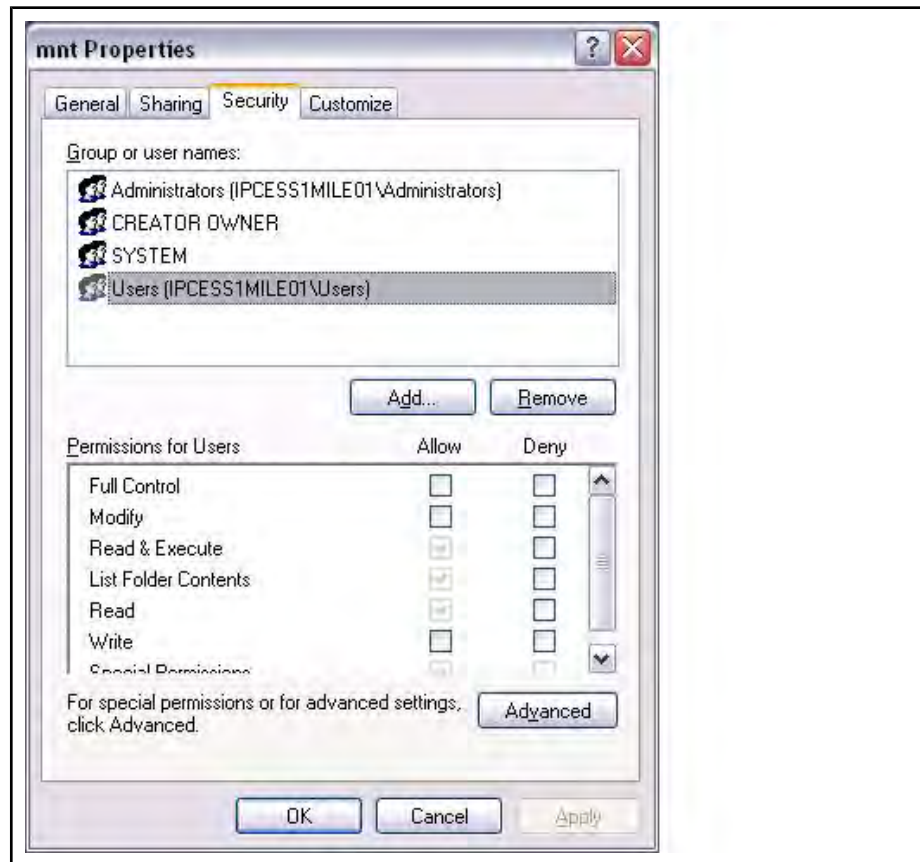 mnt Properties
General Sharing Security Customize
Group or user names:
Administrators (IPCESS1MILE01\Administrators)
CREATOR OWNER
SYSTEM
Users (IPCESS1MILE01\Users)
Add... Remove
Permissions for Users Allow Deny
Full Control
Modify
Read & Execute
List Folder Contents
Read
Write
Special Permissions
For special permissions or for advanced settings,
click Advanced.
Advanced
OK Cancel Apply